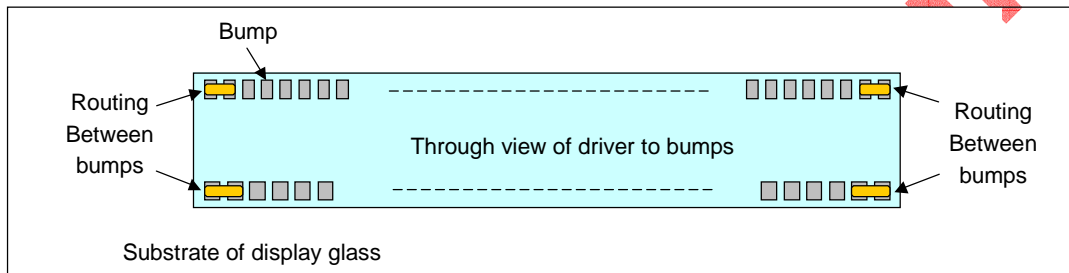 Bump
Routing
Between
bumps
Routing
Between
bumps
Through view of driver to bumps
Substrate of display glass